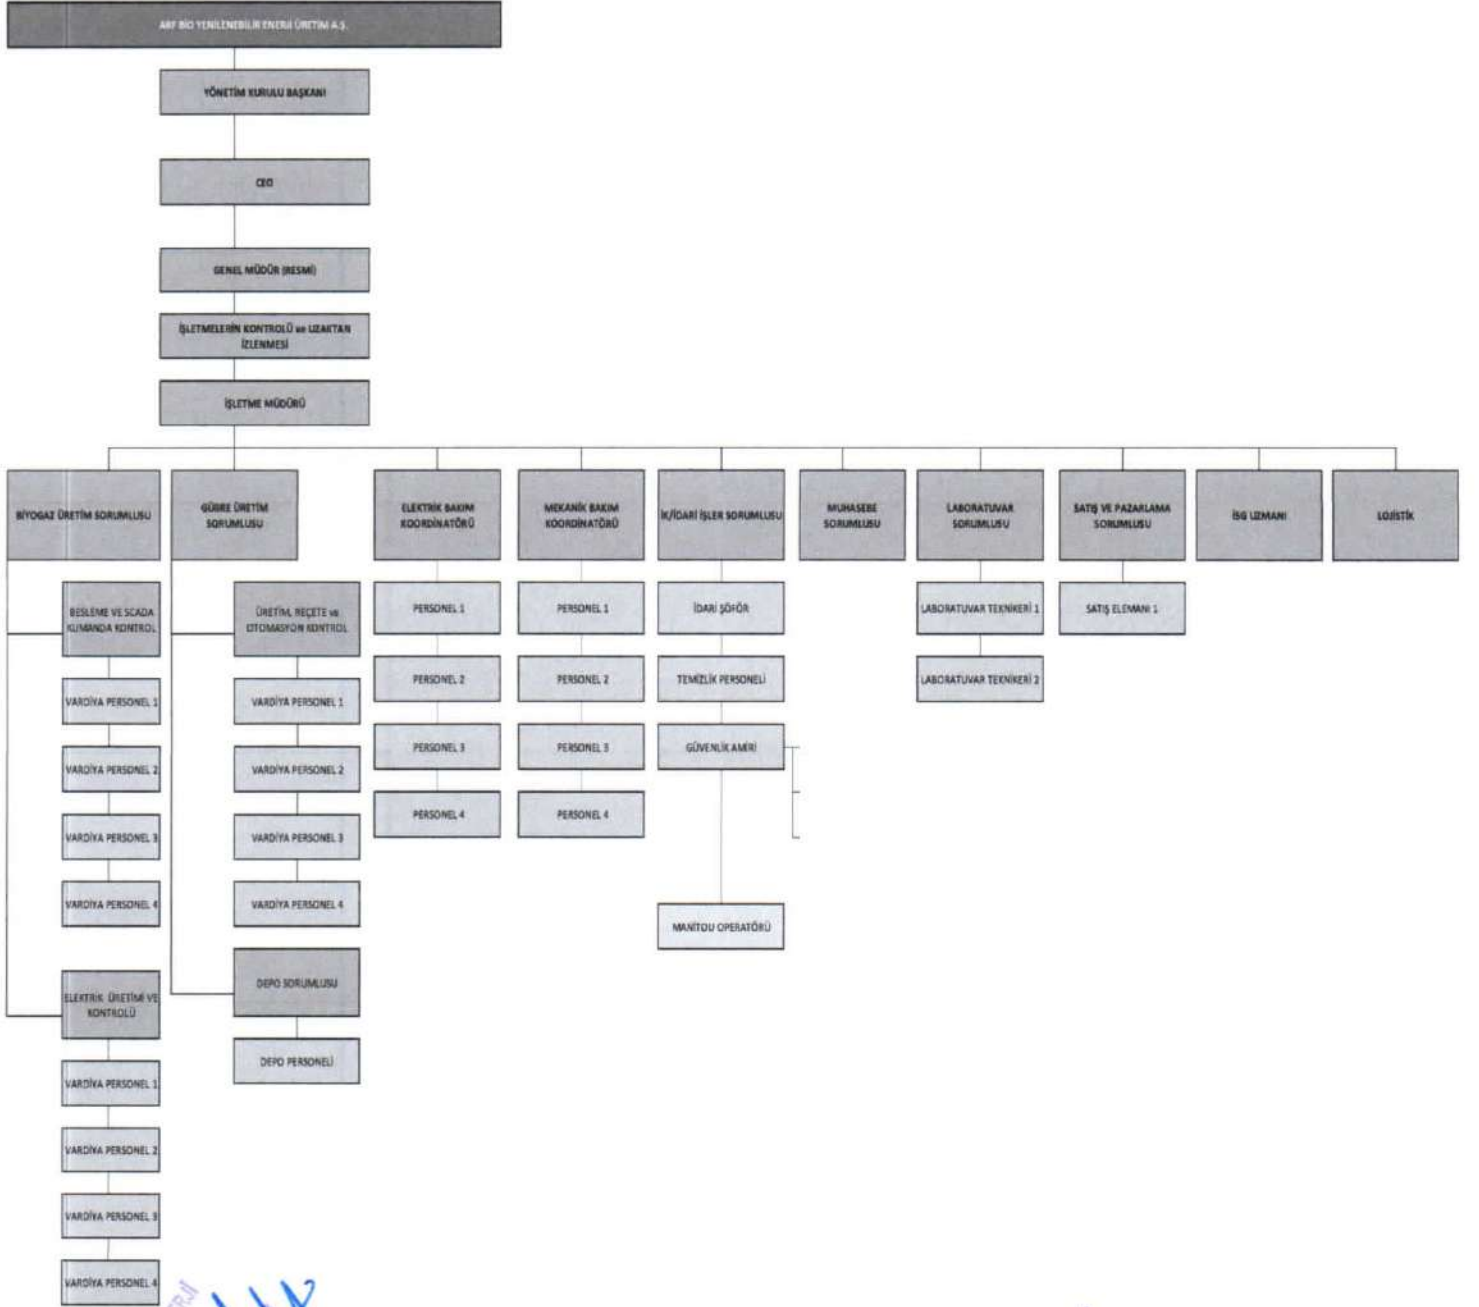 ARF BİO YENİLENEBİLİR ENERJİ ÜRETİM A.Ş.
YÖNETİM KURULU BAŞKANI
CEO
GENEL MÜDÜR (RESMİ)
İŞLETMELERİN KONTROLÜ ve UZAKTAN
İZLENMESİ
İŞLETME MÜDÜRÜ
BİYOGAZ ÜRETİM SORUMLUSU
GÜBRE ÜRETİM
SORUMLUSU
ELEKTRİK BAKIM
KOORDİNATÖRÜ
MEKANİK BAKIM
KOORDİNATÖRÜ
İK/İDARİ İŞLER SORUMLUSU
MUHASEBE
SORUMLUSU
LABORATUVAR
SORUMLUSU
SATIŞ VE PAZARLAMA
SORUMLUSU
İSG UZMANI
LOJİSTİK
BESLEME VE SCADA
KUMANDA KONTROL
ÜRETİM, REÇETE ve
OTOMASYON KONTROL
PERSONEL 1
PERSONEL 1
İDARİ ŞÖFÖR
LABORATUVAR TEKNİKERİ 1
SATIŞ ELEMANI 1
VARDİYA PERSONEL 1
VARDİYA PERSONEL 1
PERSONEL 2
PERSONEL 2
TEMİZLİK PERSONELİ
LABORATUVAR TEKNİKERİ 2
VARDİYA PERSONEL 2
VARDİYA PERSONEL 2
PERSONEL 3
PERSONEL 3
GÜVENLİK AMİRİ
VARDİYA PERSONEL 3
VARDİYA PERSONEL 3
PERSONEL 4
PERSONEL 4
VARDİYA PERSONEL 4
VARDİYA PERSONEL 4
MANİTOU OPERATÖRÜ
ELEKTRİK ÜRETİMİ VE
KONTROLÜ
DEPO SORUMLUSU
DEPO PERSONELİ
VARDİYA PERSONEL 1
VARDİYA PERSONEL 2
VARDİYA PERSONEL 3
VARDİYA PERSONEL 4